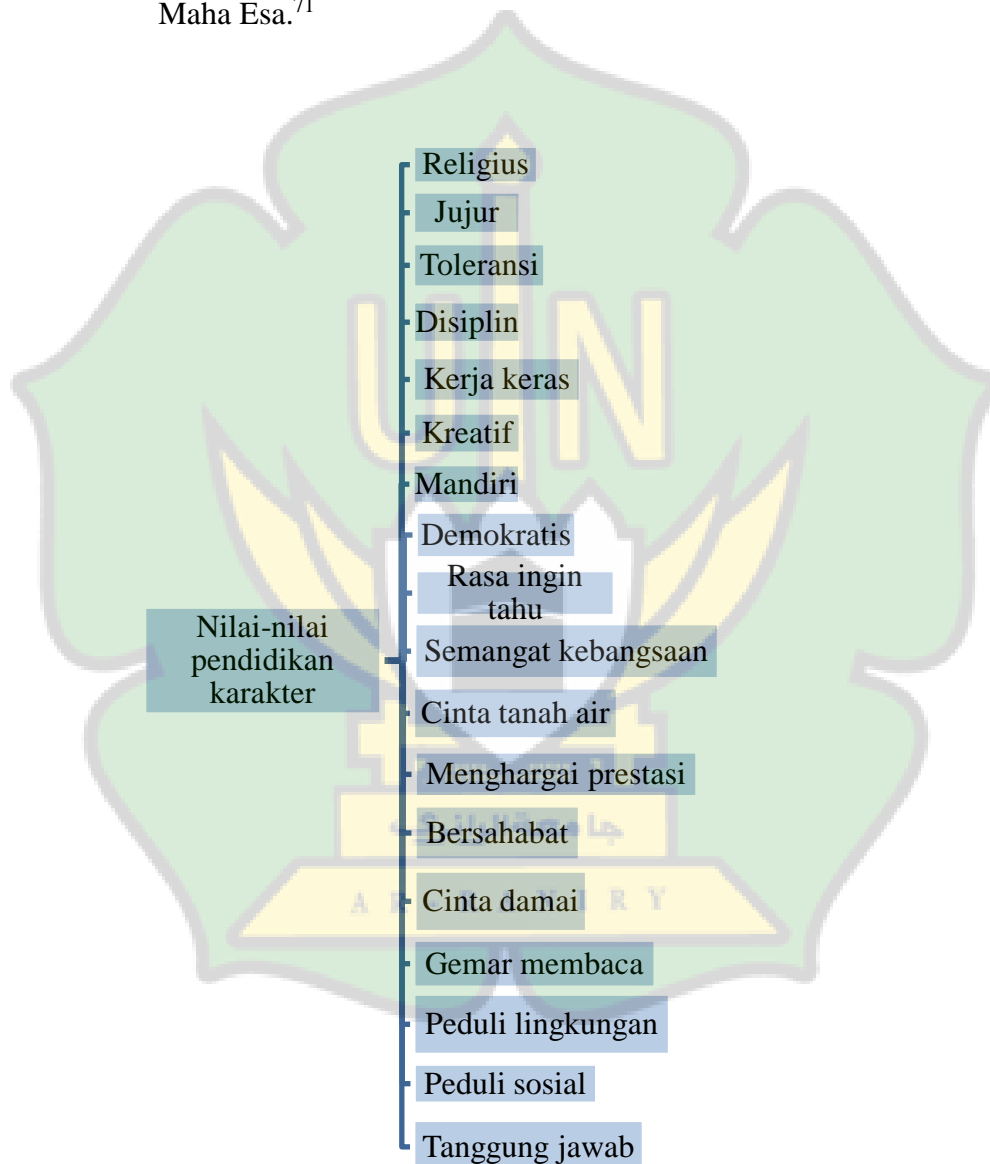 Maha Esa.71
Religius
Jujur
Toleransi
Disiplin
Kerja keras
Kreatif
Mandiri
Demokratis
Rasa ingin
tahu
Nilai-nilai
pendidikan
karakter
Semangat kebangsaan
Cinta tanah air
Menghargai prestasi
Bersahabat
Cinta damai
Gemar membaca
Peduli lingkungan
Peduli sosial
Tanggung jawab
UIN